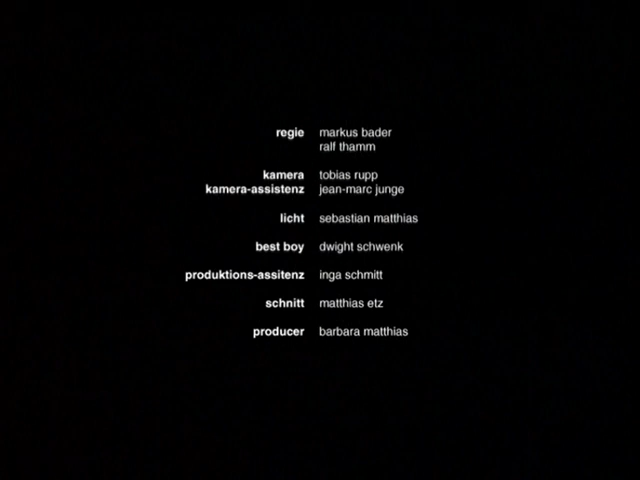 regie markus bader
ralf thamm
kamera tobias rupp
kamera-assistenz jean-marc junge
licht sebastian matthias
best boy dwight schwenk
produktions-assitenz inga schmitt
schnitt matthias etz
producer barbara matthias